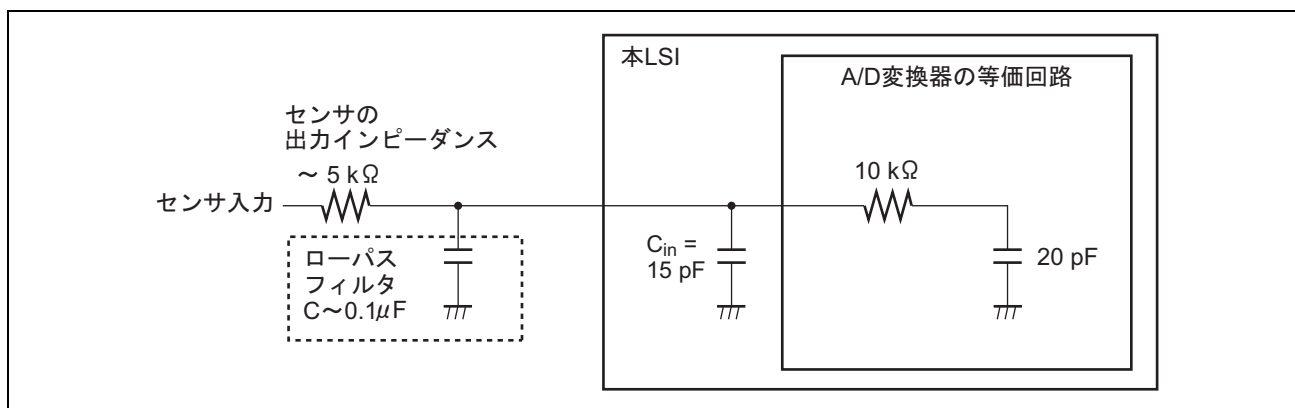 本LSI
A/D変換器の等価回路
センサの
出力インピーダンス
～ 5 kΩ
10 kΩ
センサ入力
ローパス
フィルタ
C～0.1μF
Cin =
15 pF
20 pF